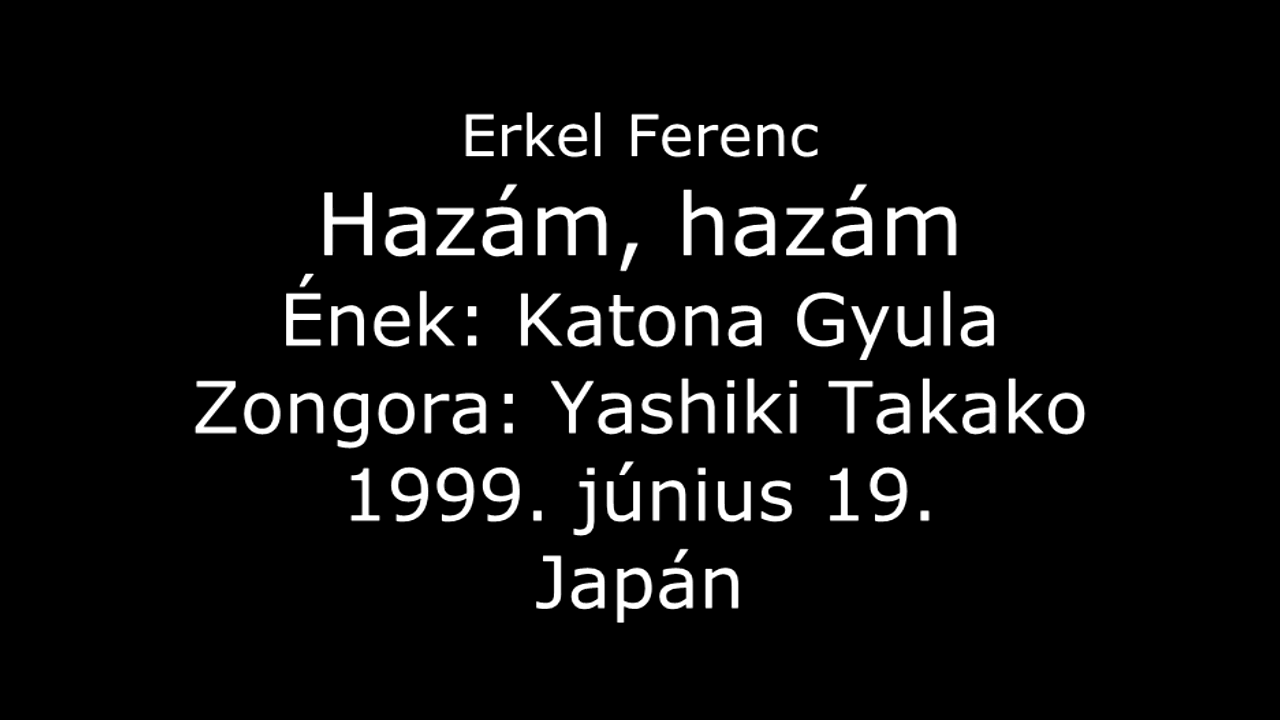 Erkel Ferenc
Hazám, hazám
Ének: Katona Gyula
Zongora: Yashiki Takako
1999. június 19.
Japán